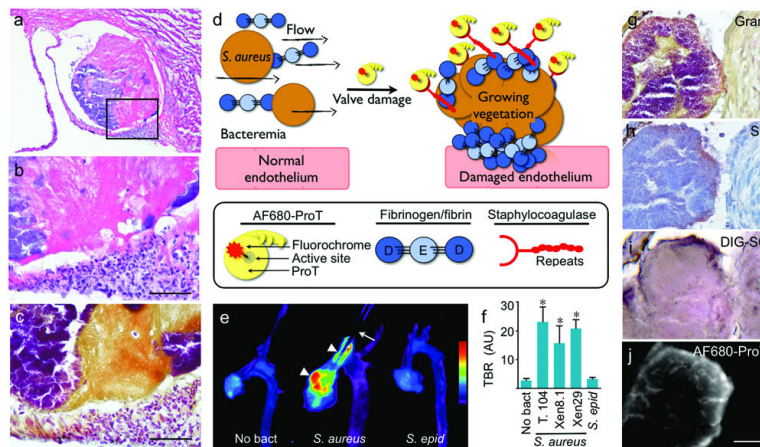 a
d
Flow
S. aureus
Bacteremia
Valve damage
Growing
vegetation
Normal
endothelium
Damaged endothelium
b
AF680-ProT
Fluorochrome
Active site
ProT
Fibrinogen/fibrin
D
E
D
Staphylocoagulase
Repeats
c
e
No bact
S. aureus
S. epid
f
TBR (AU)
30
20
10
*
*
*
No bact
T. 104
Xen8.1
Xen29
S. epid
S. aureus
g
Gram
h
S
i
DIG-SC
j
AF680-Pro